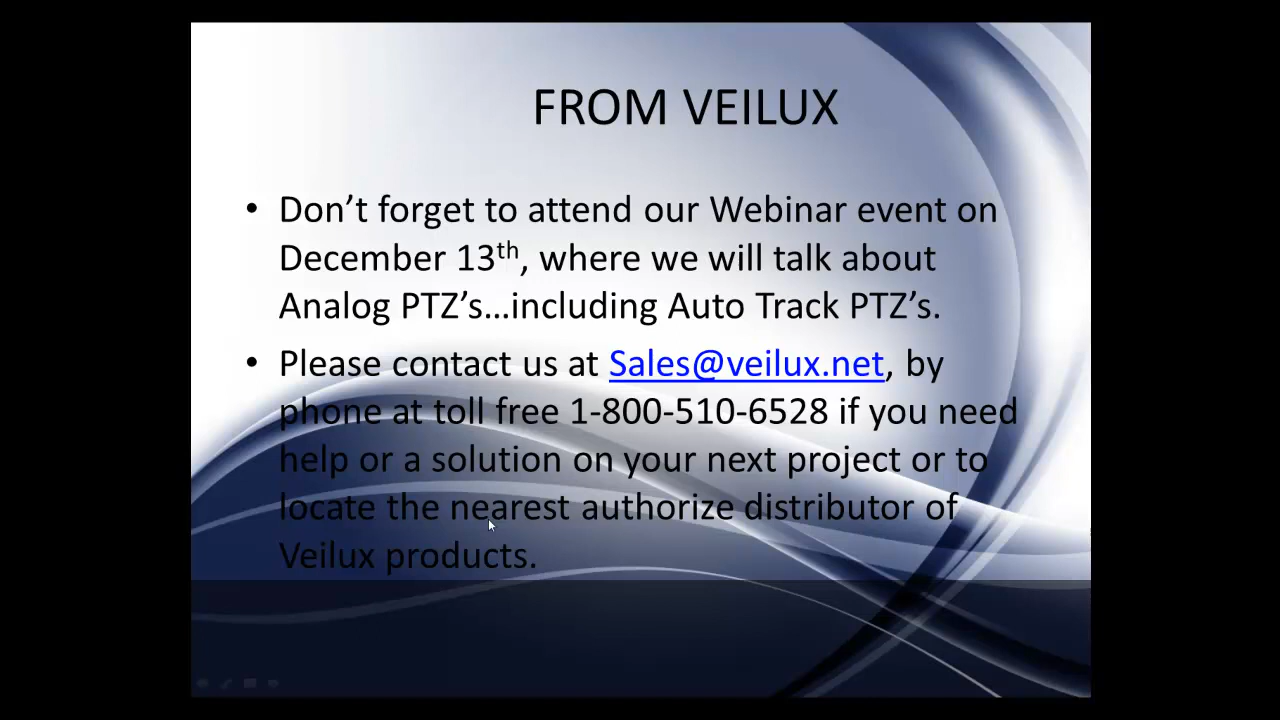 FROM VEILUX
• Don’t forget to attend our Webinar event on
December 13th, where we will talk about
Analog PTZ’s…including Auto Track PTZ’s.
• Please contact us at Sales@veilux.net, by
phone at toll free 1-800-510-6528 if you need
help or a solution on your next project or to
locate the nearest authorize distributor of
Veilux products.